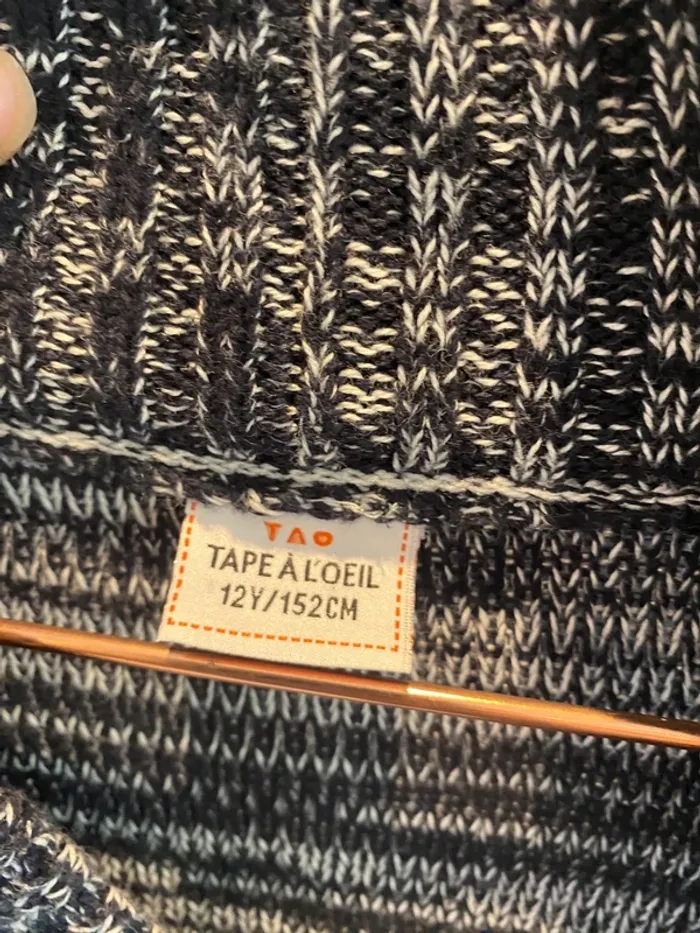 TAO
TAPE À L'OEIL
12Y/152CM